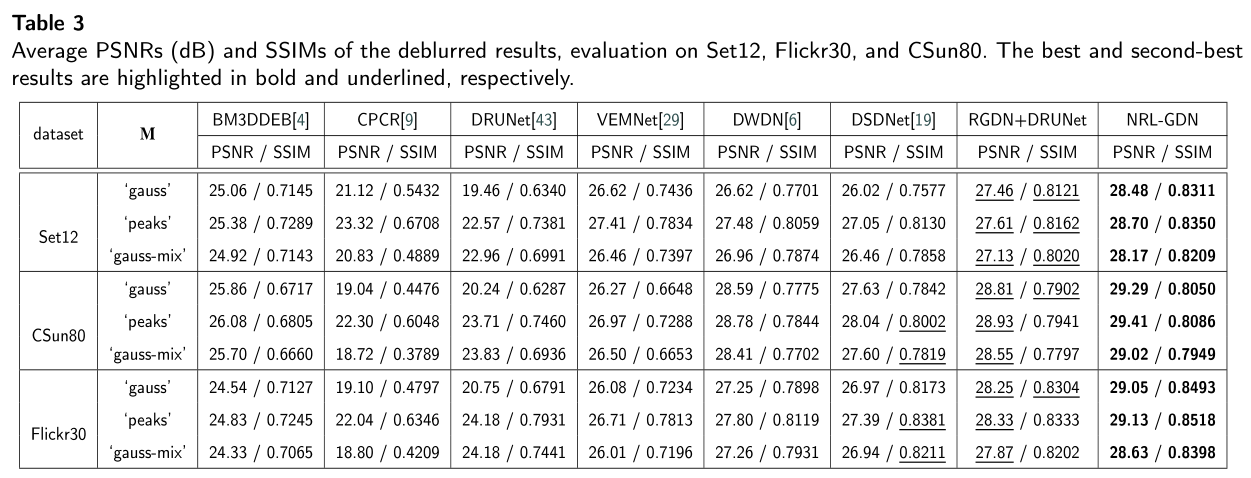 Table 3
Average PSNRs (dB) and SSIMs of the deblurred results, evaluation on Set12, Flickr30, and CSun80. The best and second-best
results are highlighted in bold and underlined, respectively.
dataset M BM3DDEB[4] CPCR[9] DRUNet[43] VEMNet[29] DWDN[6] DSDNet[19] RGDN+DRUNet NRL-GDN
PSNR / SSIM PSNR / SSIM PSNR / SSIM PSNR / SSIM PSNR / SSIM PSNR / SSIM PSNR / SSIM PSNR / SSIM
Set12 'gauss' 25.06 / 0.7145 21.12 / 0.5432 19.46 / 0.6340 26.62 / 0.7436 26.62 / 0.7701 26.02 / 0.7577 27.46 / 0.8121 28.48 / 0.8311
'peaks' 25.38 / 0.7289 23.32 / 0.6708 22.57 / 0.7381 27.41 / 0.7834 27.48 / 0.8059 27.05 / 0.8130 27.61 / 0.8162 28.70 / 0.8350
'gauss-mix' 24.92 / 0.7143 20.83 / 0.4889 22.96 / 0.6991 26.46 / 0.7397 26.96 / 0.7874 26.46 / 0.7858 27.13 / 0.8020 28.17 / 0.8209
CSun80 'gauss' 25.86 / 0.6717 19.04 / 0.4476 20.24 / 0.6287 26.27 / 0.6648 28.59 / 0.7775 27.63 / 0.7842 28.81 / 0.7902 29.29 / 0.8050
'peaks' 26.08 / 0.6805 22.30 / 0.6048 23.71 / 0.7460 26.97 / 0.7288 28.78 / 0.7844 28.04 / 0.8002 28.93 / 0.7941 29.41 / 0.8086
'gauss-mix' 25.70 / 0.6660 18.72 / 0.3789 23.83 / 0.6936 26.50 / 0.6653 28.41 / 0.7702 27.60 / 0.7819 28.55 / 0.7797 29.02 / 0.7949
Flickr30 'gauss' 24.54 / 0.7127 19.10 / 0.4797 20.75 / 0.6791 26.08 / 0.7234 27.25 / 0.7898 26.97 / 0.8173 28.25 / 0.8304 29.05 / 0.8493
'peaks' 24.83 / 0.7245 22.04 / 0.6346 24.18 / 0.7931 26.71 / 0.7813 27.80 / 0.8119 27.39 / 0.8381 28.33 / 0.8333 29.13 / 0.8518
'gauss-mix' 24.33 / 0.7065 18.80 / 0.4209 24.18 / 0.7441 26.01 / 0.7196 27.26 / 0.7931 26.94 / 0.8211 27.87 / 0.8202 28.63 / 0.8398